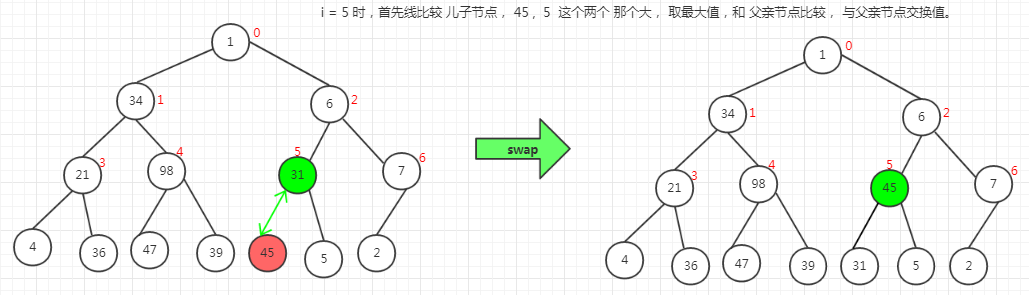 i = 5 时，首先线比较 儿子节点， 45 , 5 这个两个 那个大， 取最大值，和 父亲节点比较， 与父亲节点交换值。
1 0
34 1 6 2
21 3 98 4 31 5 7 6
4 36 47 39 45 5 2
swap
1 0
34 1 6 2
21 3 98 4 45 5 7 6
4 36 47 39 31 5 2